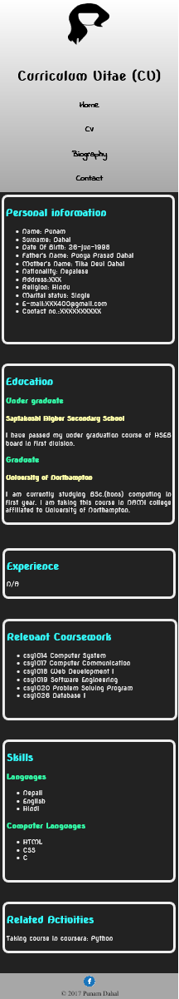 Curriculum Vitae (CV)
Home
CV
Biography
Contact
Personal information
Name: Punam
Surname: Dahal
Date Of Birth: 26-jun-1998
Father's Name: Punya Prasad Dahal
Mother's Name: Tika Devi Dahal
Nationality: Nepalese
Address:XXX
Religion: Hindu
Marital status: Single
E-mail:XXX400@gmail.com
Contact no.:XXXXXXXXXX
Education
Under graduate
Saptakoshi Higher Secondary School
I have passed my under graduation course of HSEB
board in first division.
Graduate
University of Northampton
I am currently studying BSc.(hons) computing in
first year. I am taking this course in NAMI college
affiliated to University of Northampton.
Experience
N/A
Relevant Coursework
csy1014 Computer System
csy1017 Computer Communication
csy1018 Web Development I
csy1019 Software Engineering
csy1020 Problem Solving Program
csy1026 Database I
Skills
Languages
Nepali
English
Hindi
Computer Languages
HTML
CSS
C
Related Activities
Taking course in coursera: Python
f
© 2017 Punam Dahal